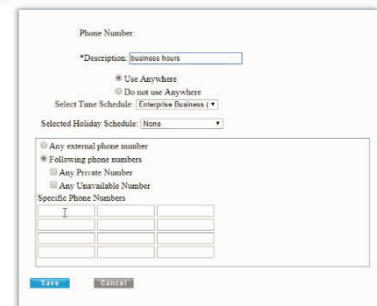 Phone Number:
*Description: business hours
Use Anywhere
Do not use Anywhere
Select Time Schedule: Enterprise Business (
Selected Holiday Schedule: None
Any external phone number
Following phone numbers
Any Private Number
Any Unavailable Number
Specific Phone Numbers
Save Cancel